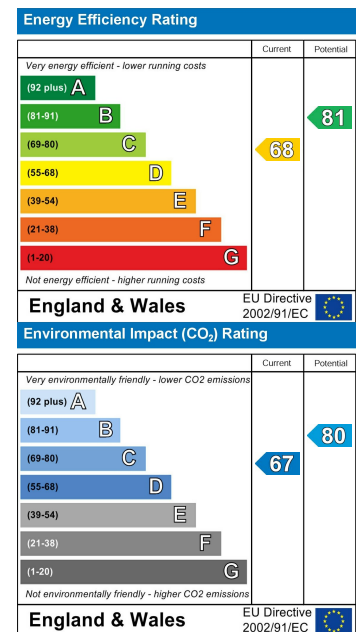 Energy Efficiency Rating
Current Potential
Very energy efficient - lower running costs
(92 plus) A
(81-91) B
81
(69-80) C
68
(55-68) D
(39-54) E
(21-38) F
(1-20) G
Not energy efficient - higher running costs
England & Wales
EU Directive
2002/91/EC
Environmental Impact (CO₂) Rating
Current Potential
Very environmentally friendly - lower CO2 emissions
(92 plus) A
(81-91) B
80
(69-80) C
67
(55-68) D
(39-54) E
(21-38) F
(1-20) G
Not environmentally friendly - higher CO2 emissions
England & Wales
EU Directive
2002/91/EC